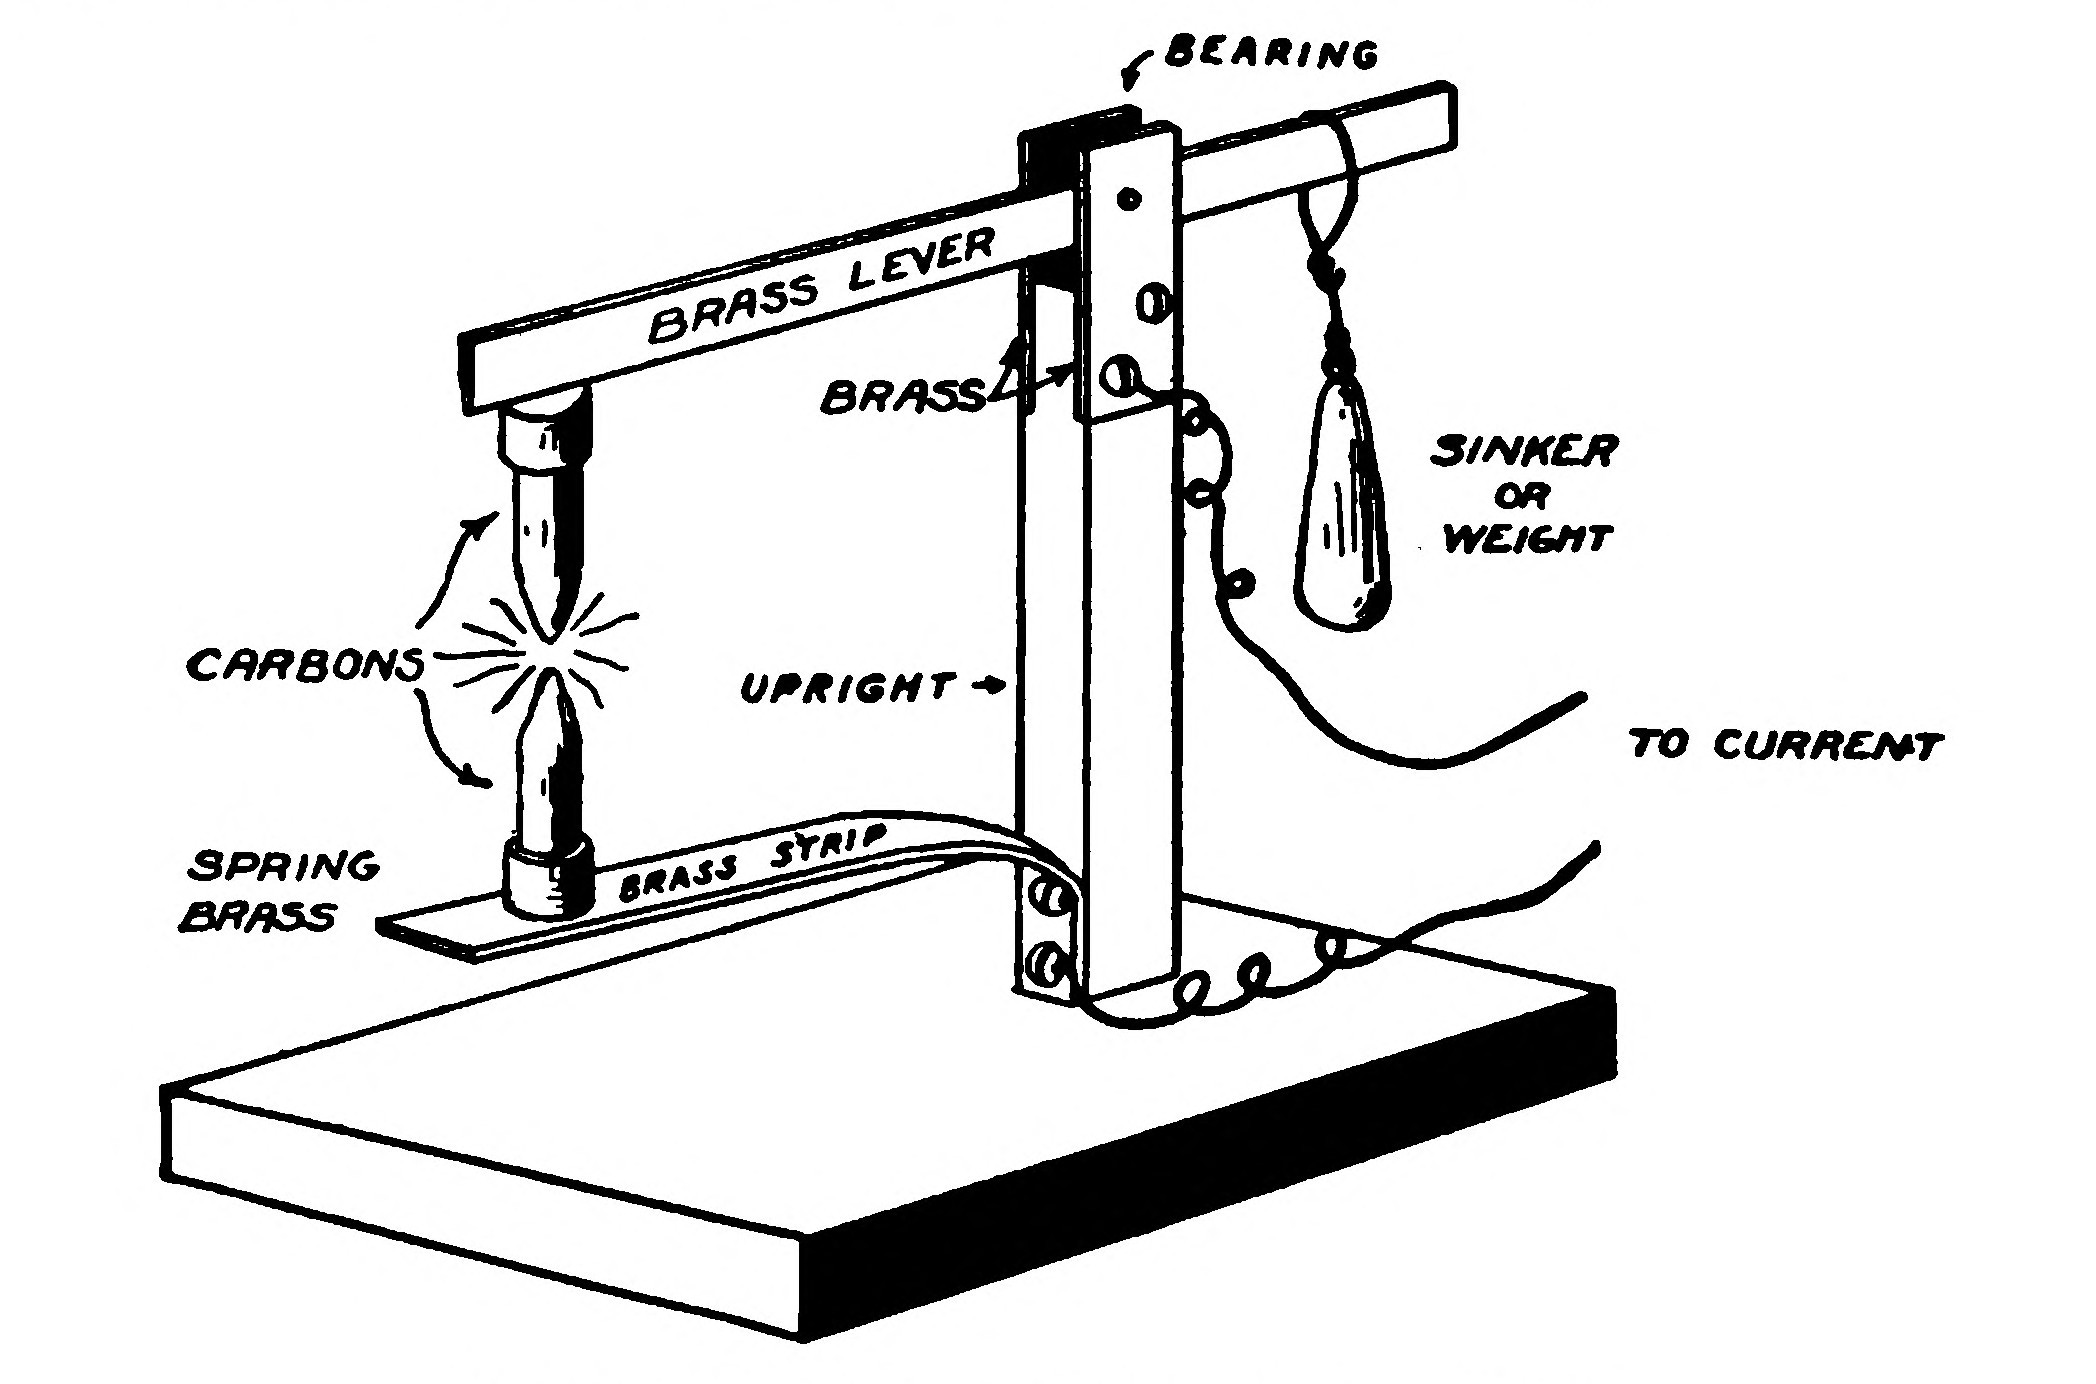 BEARING
BRASS LEVER
BRASS
SINKER
OR
WEIGHT
CARBONS
UPRIGHT
TO CURRENT
BRASS STRIP
SPRING
BRASS